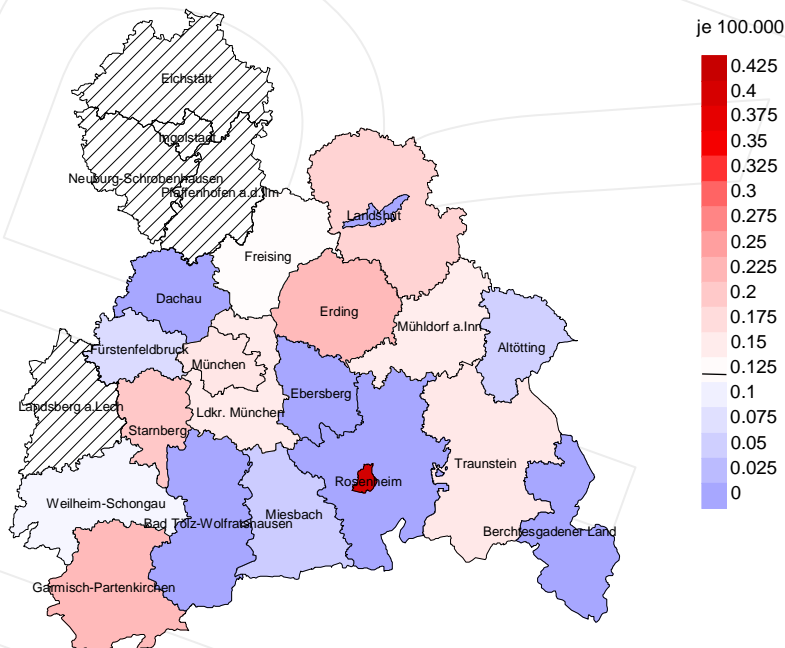 je 100.000
0.425
0.4
0.375
0.35
0.325
0.3
0.275
0.25
0.225
0.2
0.175
0.15
0.125
0.1
0.075
0.05
0.025
0
Eichstätt
Ingolstadt
Neuburg-Schrobenhausen
Pfaffenhofen a.d.Ilm
Landshut
Freising
Dachau
Erding
Mühldorf a.Inn
Altötting
Fürstenfeldbruck
München
Ebersberg
Landsberg a.Lech
Ldkr. München
Starnberg
Traunstein
Rosenheim
Weilheim-Schongau
Miesbach
Bad Tölz-Wolfratshausen
Berchtesgadener Land
Garmisch-Partenkirchen